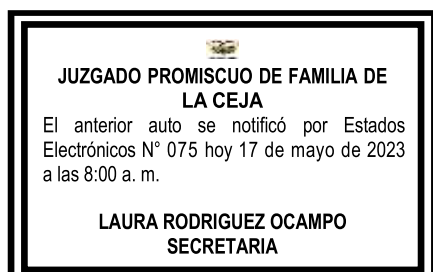 JUZGADO PROMISCUO DE FAMILIA DE
LA CEJA
El anterior auto se notificó por Estados
Electrónicos N° 075 hoy 17 de mayo de 2023
a las 8:00 a. m.
LAURA RODRIGUEZ OCAMPO
SECRETARIA